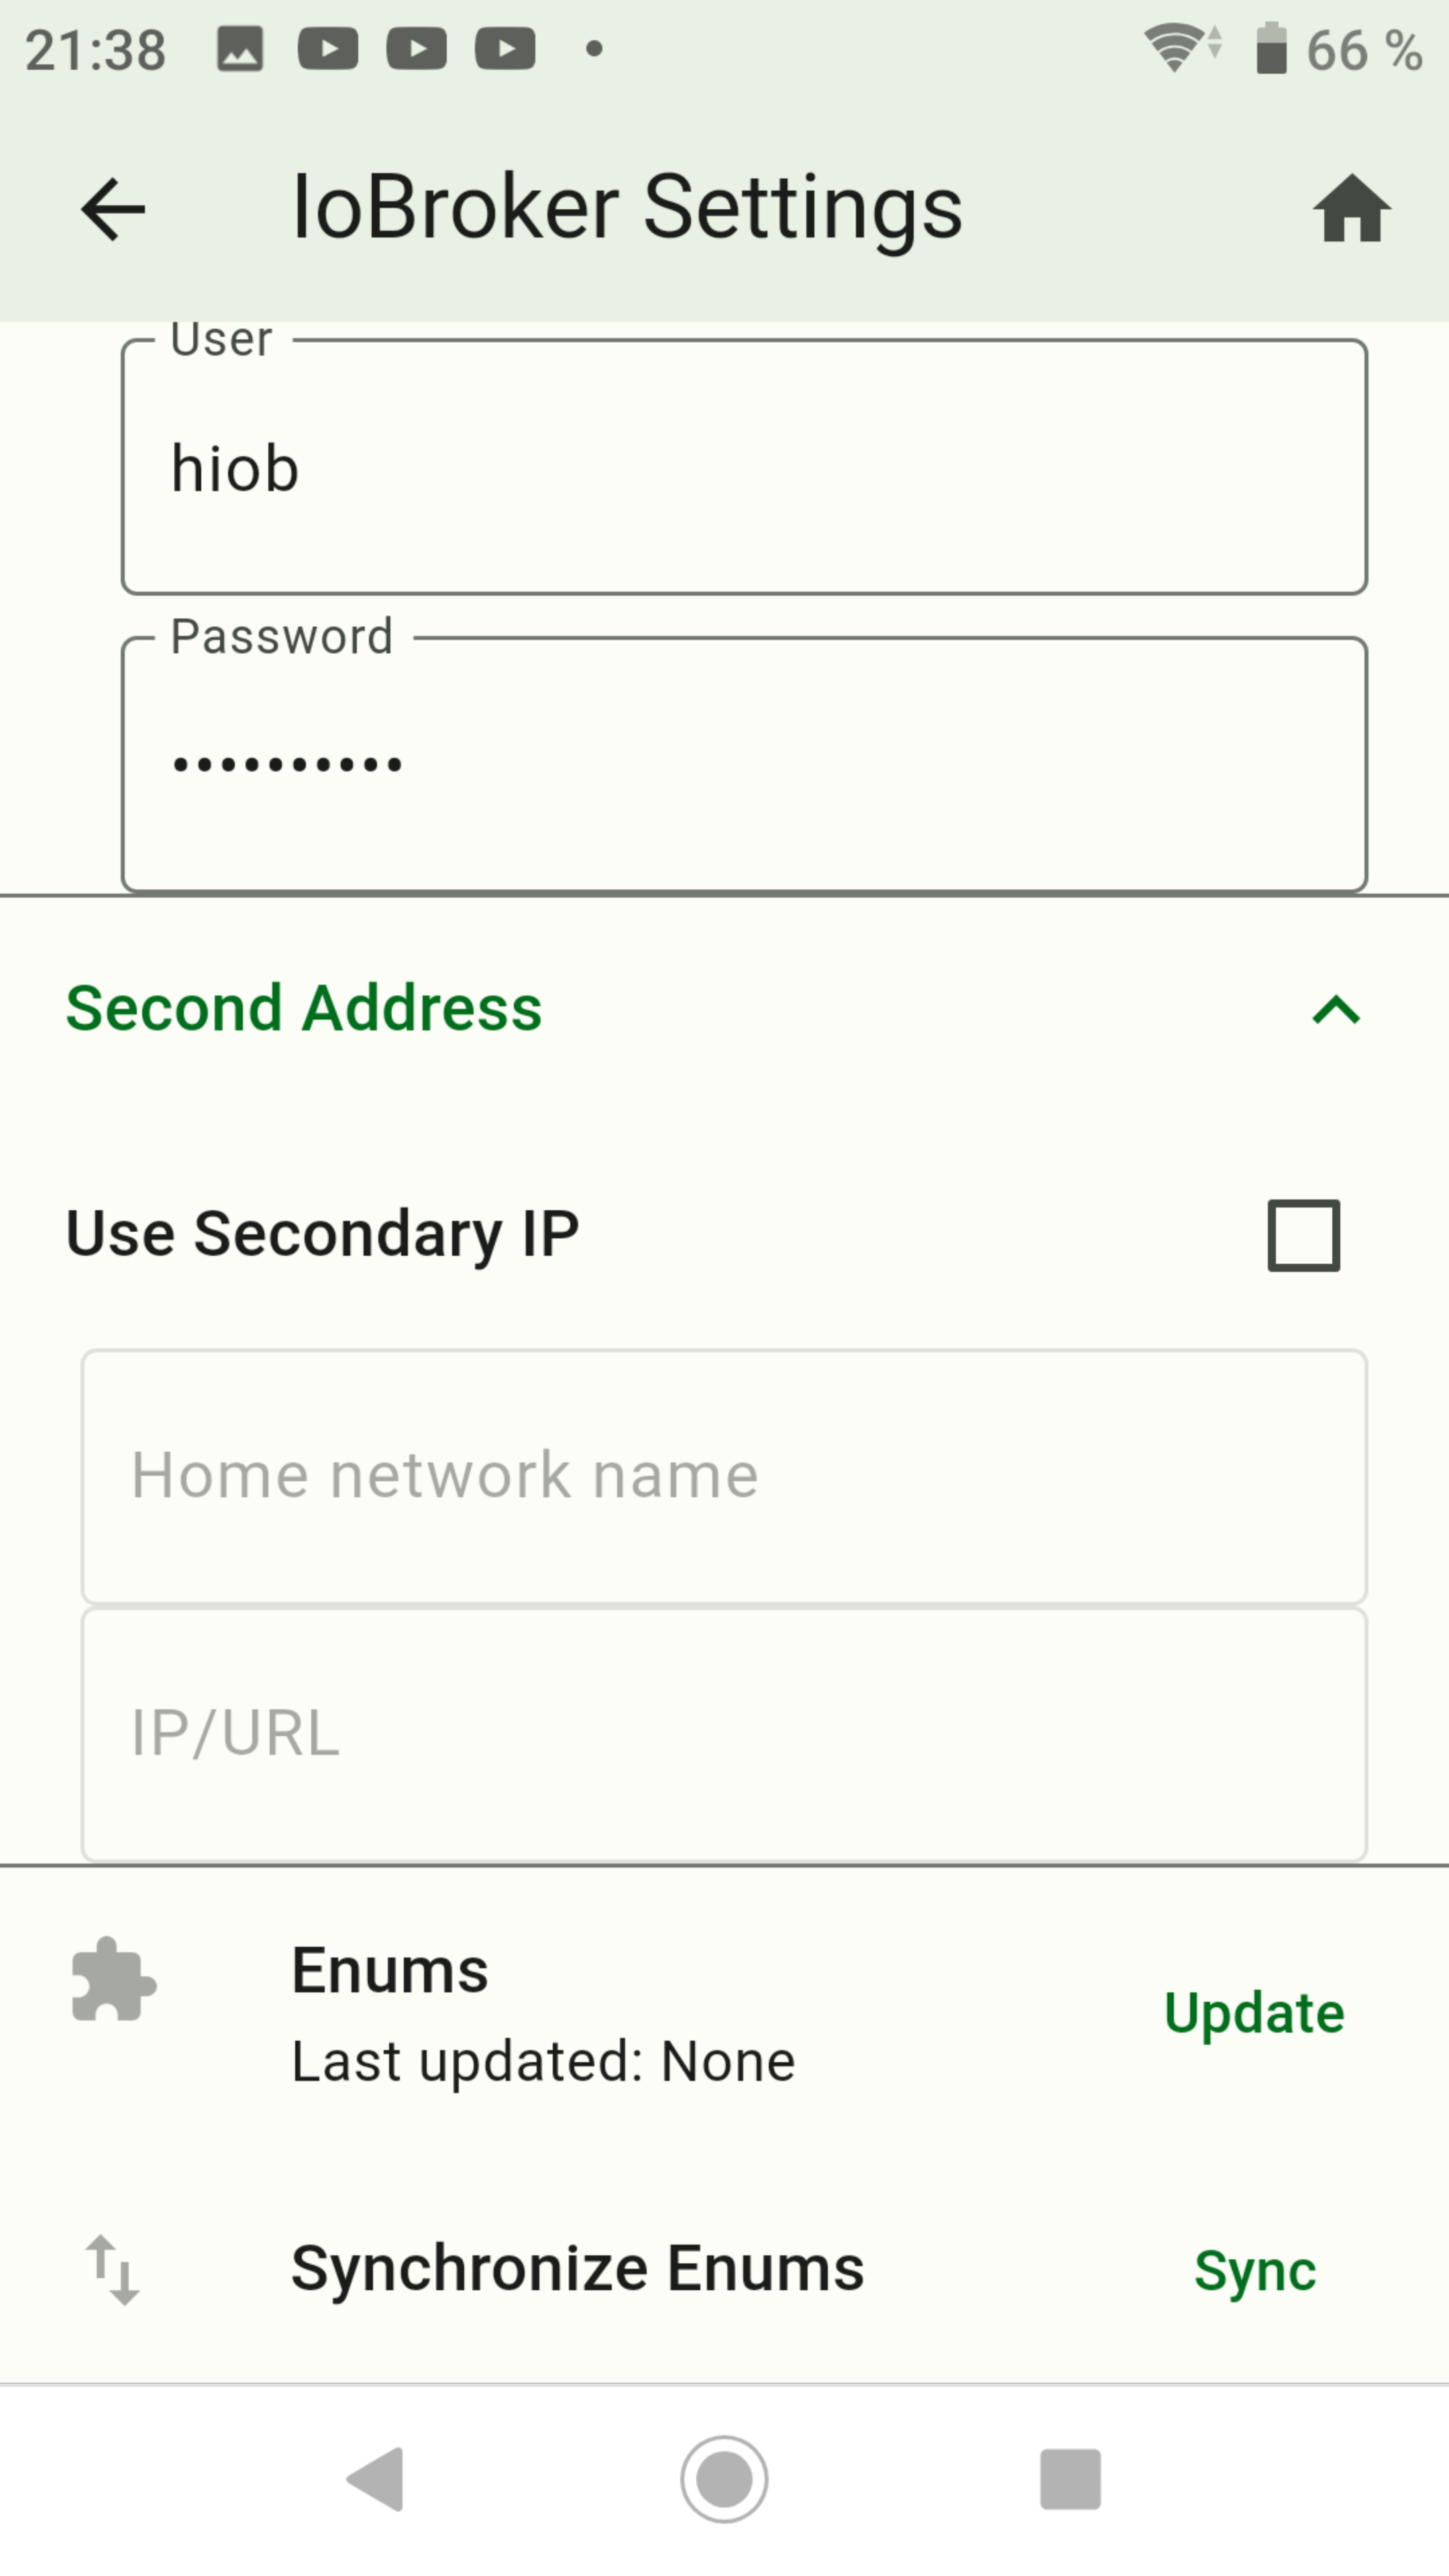 21:38 66 %
IoBroker Settings
User
hiob
Password
••••••••••
Second Address
Use Secondary IP
Home network name
IP/URL
Enums
Update
Last updated: None
Synchronize Enums
Sync